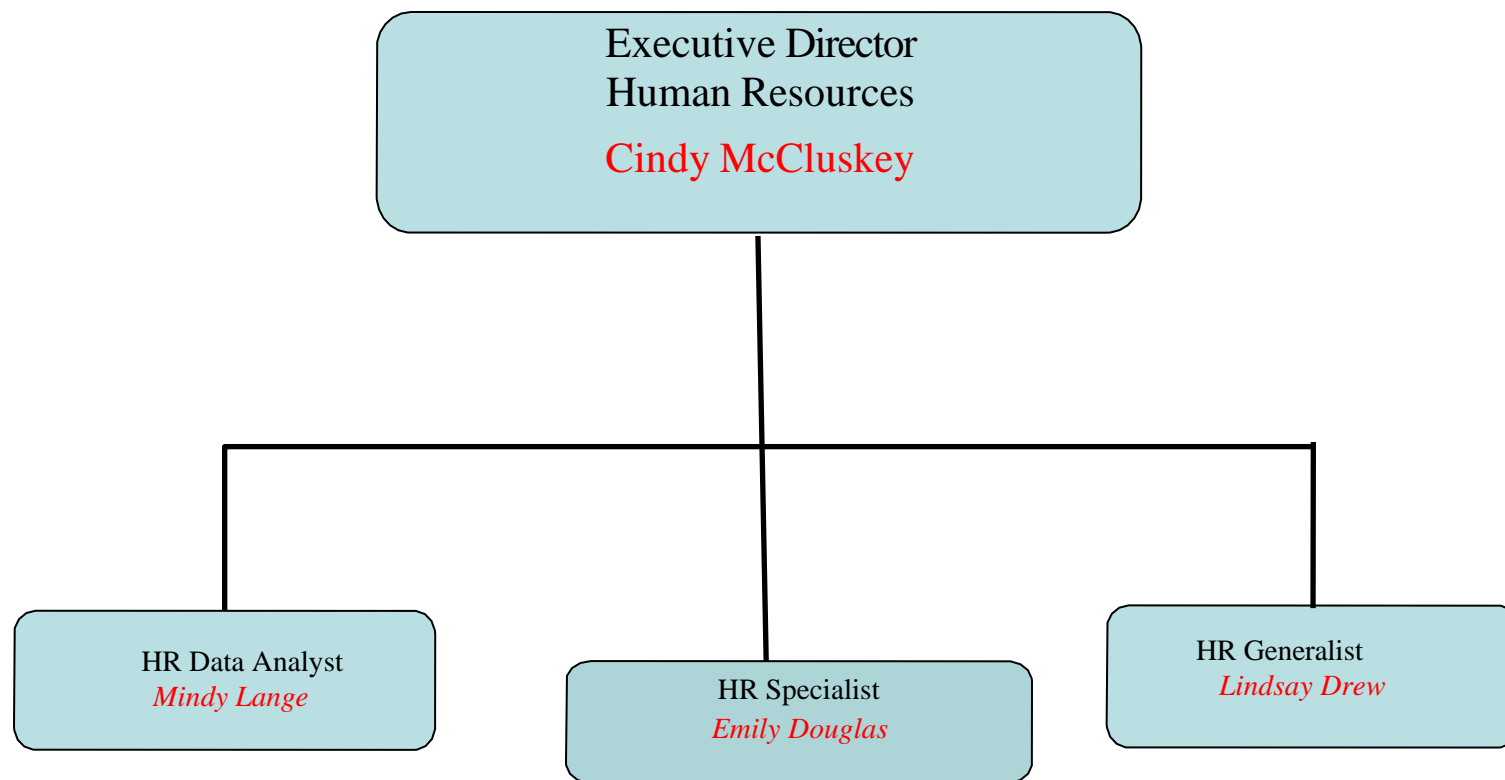 Executive Director
Human Resources
Cindy McCluskey
HR Data Analyst
Mindy Lange
HR Specialist
Emily Douglas
HR Generalist
Lindsay Drew